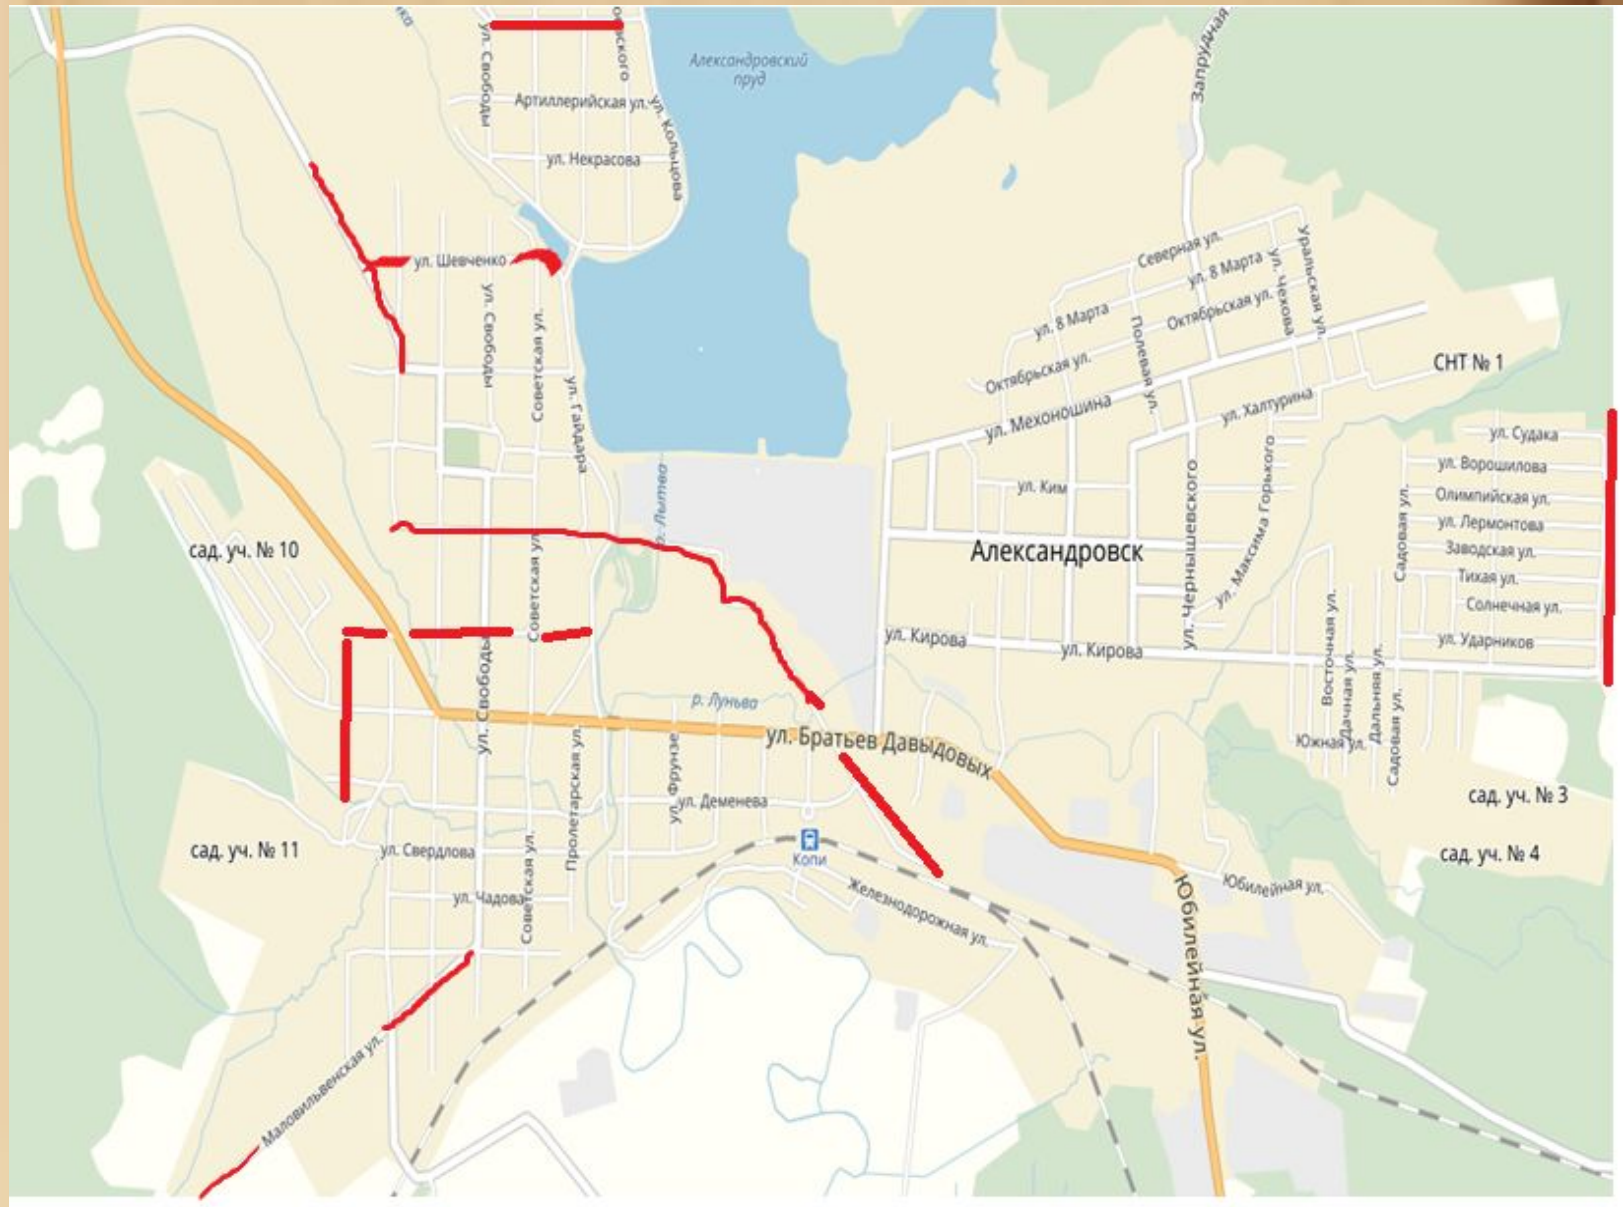 ул. Свободы
Александровский
пруд
Запрудная
Артиллерийская ул.
ул. Кольцова
ул. Некрасова
ул. Шевченко
ул. Свободы
Советская ул.
ул. Гайдара
Северная ул.
ул. 8 Марта
ул. 8 Марта
ул. Чехова
Уральская ул.
Октябрьская ул.
Октябрьская ул.
Полевая ул.
ул. Мехоношина
ул. Халтурина
СНТ № 1
ул. Судака
ул. Ворошилова
Олимпийская ул.
ул. Лермонтова
Заводская ул.
Тихая ул.
Солнечная ул.
ул. Ударников
Садовая ул.
ул. Ким
ул. Чернышевского
ул. Максима Горького
р. Лытва
Александровск
сад. уч. № 10
Советская ул.
ул. Свободы
ул. Кирова
ул. Кирова
Восточная ул.
Дачная ул.
Дальняя ул.
Садовая ул.
Южная ул.
р. Луньва
ул. Братьев Давыдовых
Пролетарская ул.
ул. Фрунзе
ул. Деменева
сад. уч. № 3
сад. уч. № 4
сад. уч. № 11
ул. Свердлова
ул. Чадова
Советская ул.
Копи
Железнодорожная ул.
Юбилейная ул.
Юбилейная ул.
Маловильвенская ул.